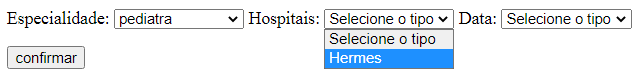 Especialidade: pediatra Hospitais: Selecione o tipo Data: Selecione o tipo
Selecione o tipo
Hermes
confirmar